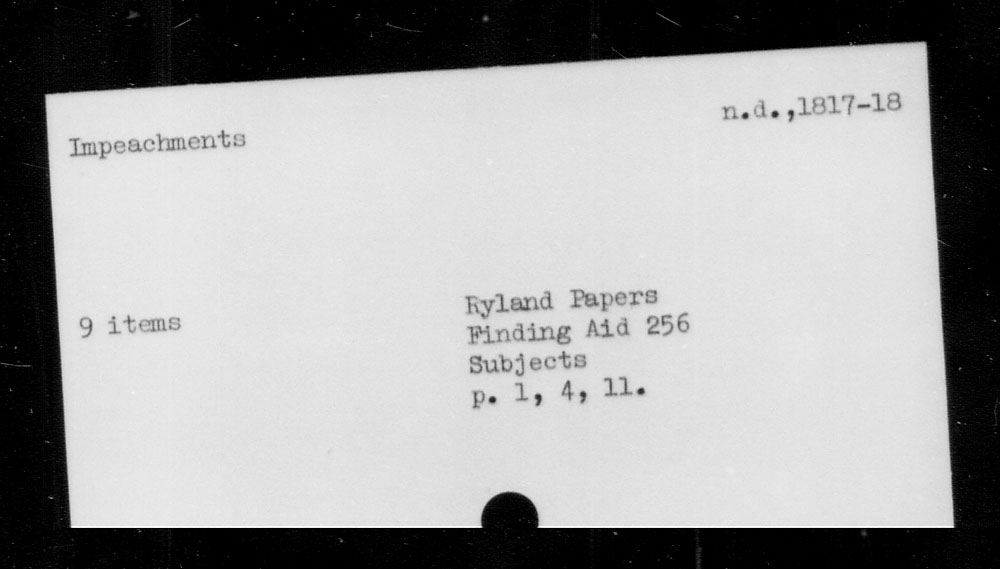 Impeachments
n.d.,1817-18
9 items
Ryland Papers
Finding Aid 256
Subjects
p. 1, 4, 11.